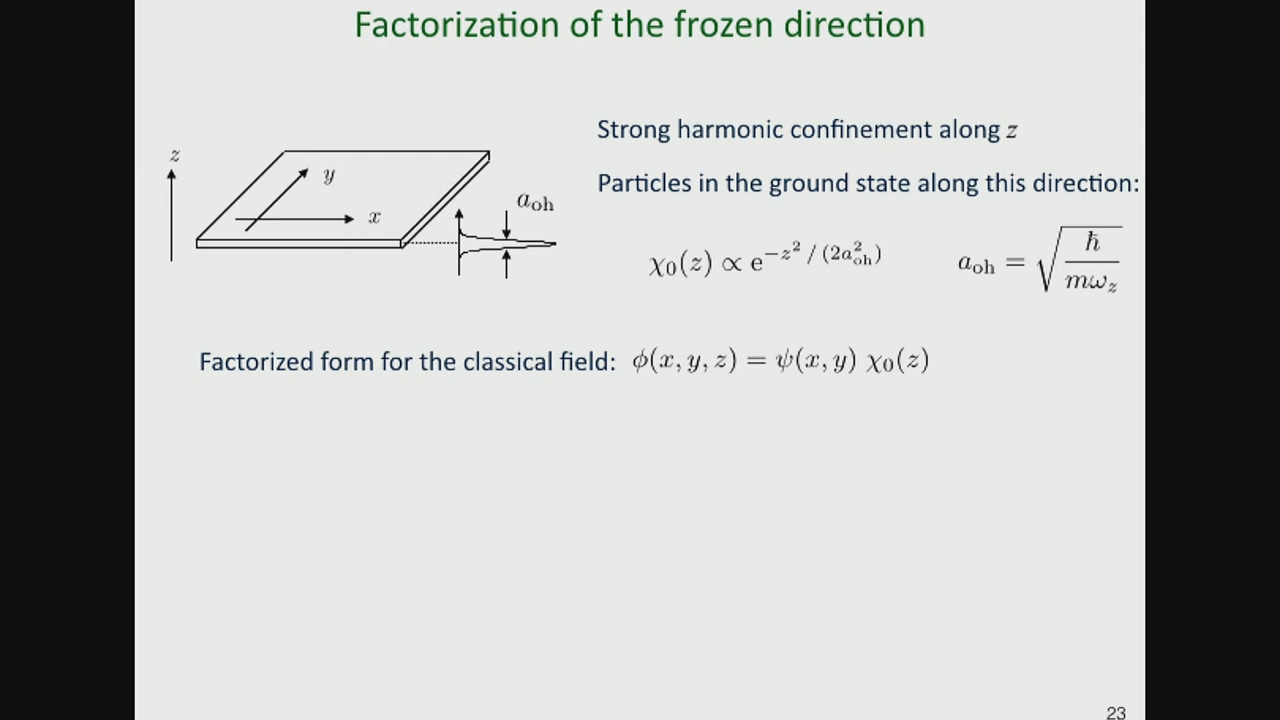 Factorization of the frozen direction
Strong harmonic confinement along z
z
y
x
a_oh
Particles in the ground state along this direction:
χ₀(z) ∝ e^{−z² / (2a²_oh)}
a_oh = √(ħ / mω_z)
Factorized form for the classical field: ϕ(x, y, z) = ψ(x, y) χ₀(z)
23